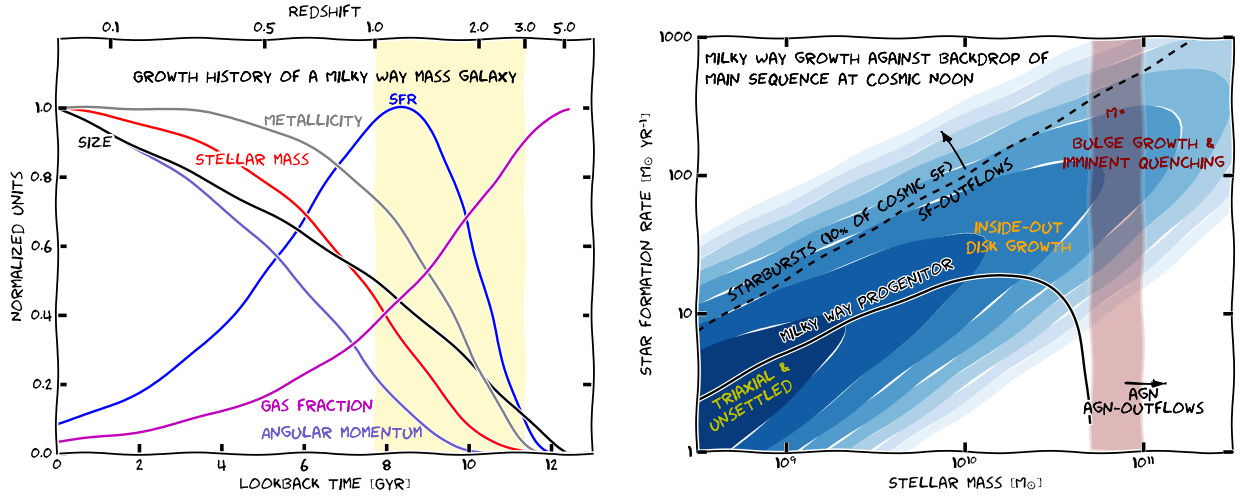 REDSHIFT
0.1 0.5 1.0 2.0 3.0 5.0
GROWTH HISTORY OF A MILKY WAY MASS GALAXY
SFR
METALLICITY
SIZE
STELLAR MASS
GAS FRACTION
ANGULAR MOMENTUM
NORMALIZED UNITS
1.0
0.8
0.6
0.4
0.2
0.0
0 2 4 6 8 10 12
LOOKBACK TIME [GYR]
MILKY WAY GROWTH AGAINST BACKDROP OF
MAIN SEQUENCE AT COSMIC NOON
M*
BULGE GROWTH &
IMMINENT QUENCHING
STARBURSTS (10% OF COSMIC SF)
SF-OUTFLOWS
INSIDE-OUT
DISK GROWTH
MILKY WAY PROGENITOR
TRIAXIAL &
UNSETTLED
AGN
AGN-OUTFLOWS
STAR FORMATION RATE [M⊙ YR⁻¹]
1000
100
10
1
10⁹ 10¹⁰ 10¹¹
STELLAR MASS [M⊙]